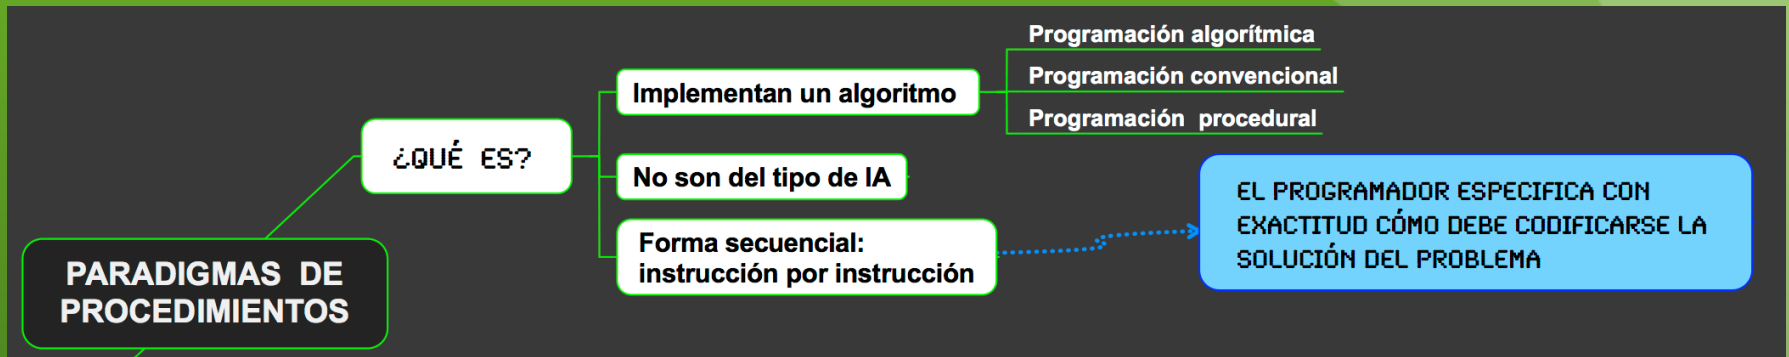 Programación algorítmica
Programación convencional
Programación procedural
Implementan un algoritmo
¿QUÉ ES?
No son del tipo de IA
Forma secuencial:
instrucción por instrucción
EL PROGRAMADOR ESPECIFICA CON
EXACTITUD CÓMO DEBE CODIFICARSE LA
SOLUCIÓN DEL PROBLEMA
PARADIGMAS DE
PROCEDIMIENTOS